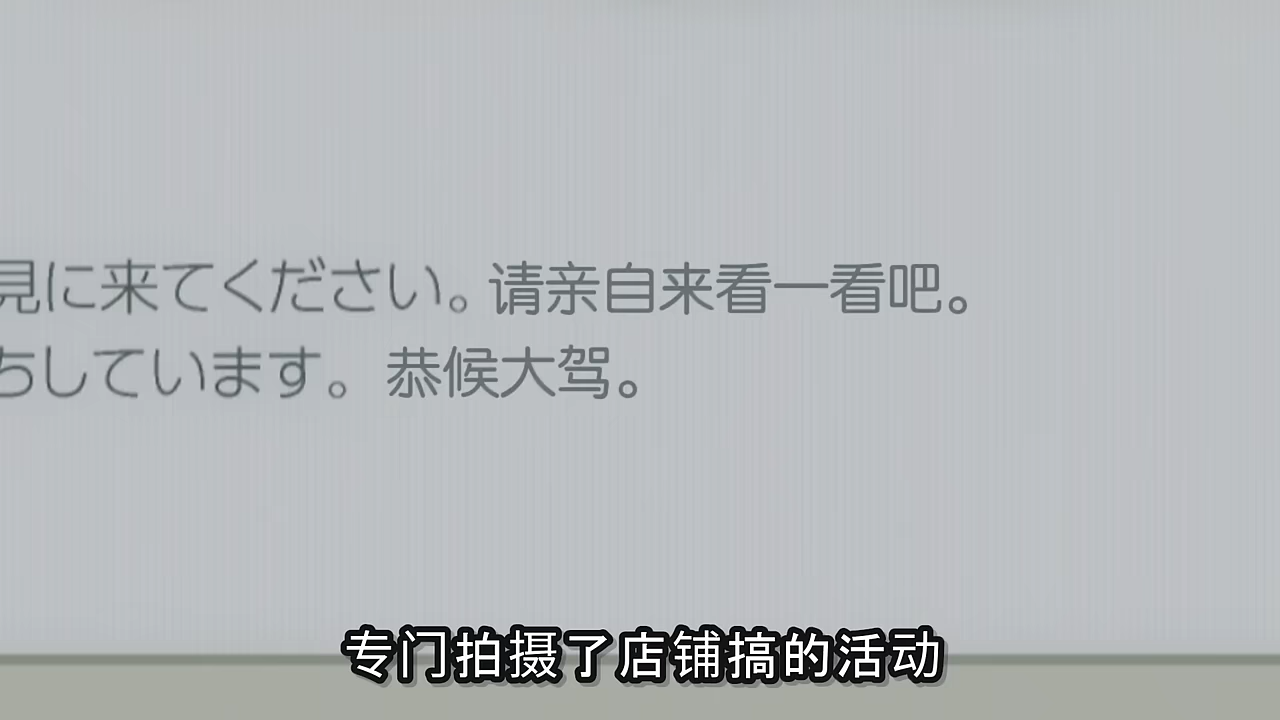 見に来てください。请亲自来看一看吧。
ちしています。恭候大驾。
专门拍摄了店铺搞的活动